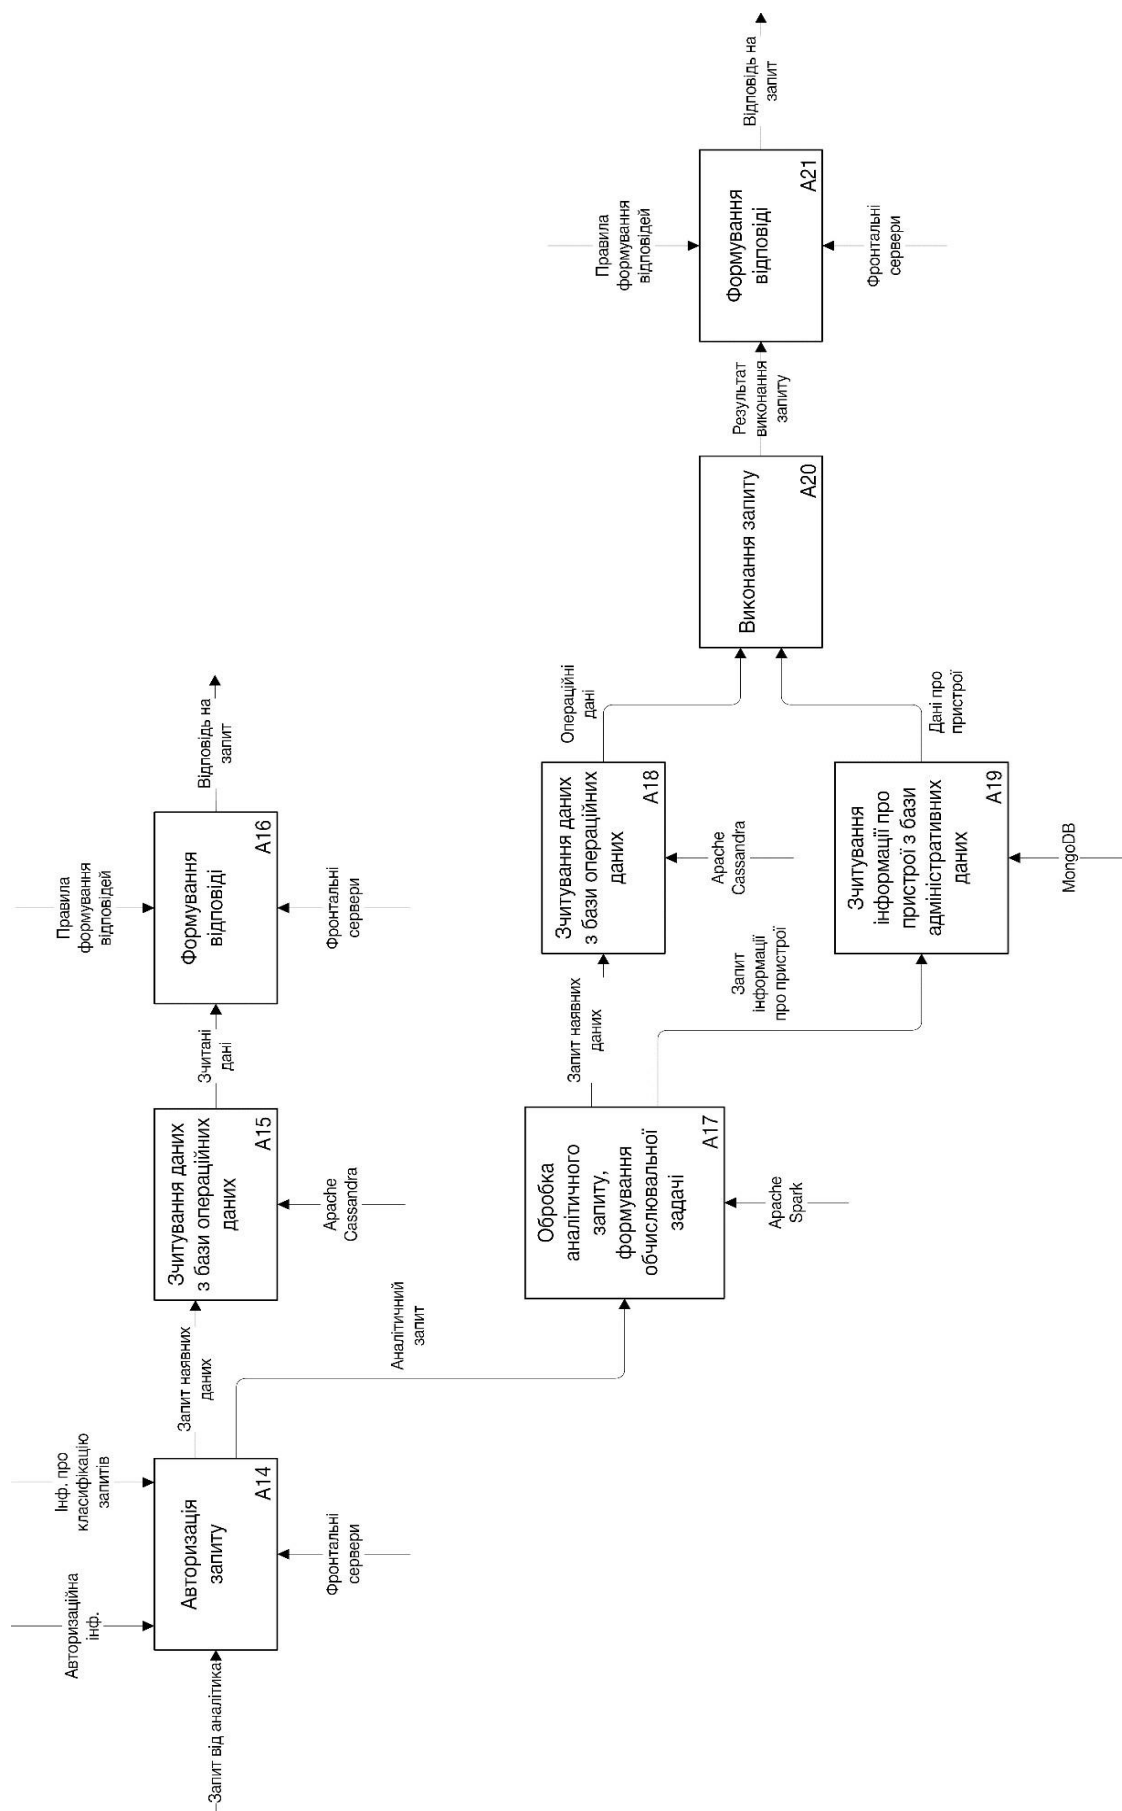 Запит від аналітика
Авторизаційна
інф.
Інф. про
класифікацію
запитів
Авторизація
запиту
A14
Фронтальні
сервери
Запит наявних
даних
Аналітичний
запит
Зчитування даних
з бази операційних
даних
A15
Apache
Cassandra
Зчитані
дані
Правила
формування
відповідей
Формування
відповіді
A16
Фронтальні
сервери
Відповідь на
запит
Обробка
аналітичного
запиту,
формування
обчислювальної
задачі
A17
Apache
Spark
Запит наявних
даних
Запит
інформації
про пристрої
Зчитування даних
з бази операційних
даних
A18
Apache
Cassandra
Операційні
дані
Зчитування
інформації про
пристрої з бази
адміністративних
даних
A19
MongoDB
Дані про
пристрої
Виконання запиту
A20
Результат
виконання
запиту
Правила
формування
відповідей
Формування
відповіді
A21
Фронтальні
сервери
Відповідь на
запит